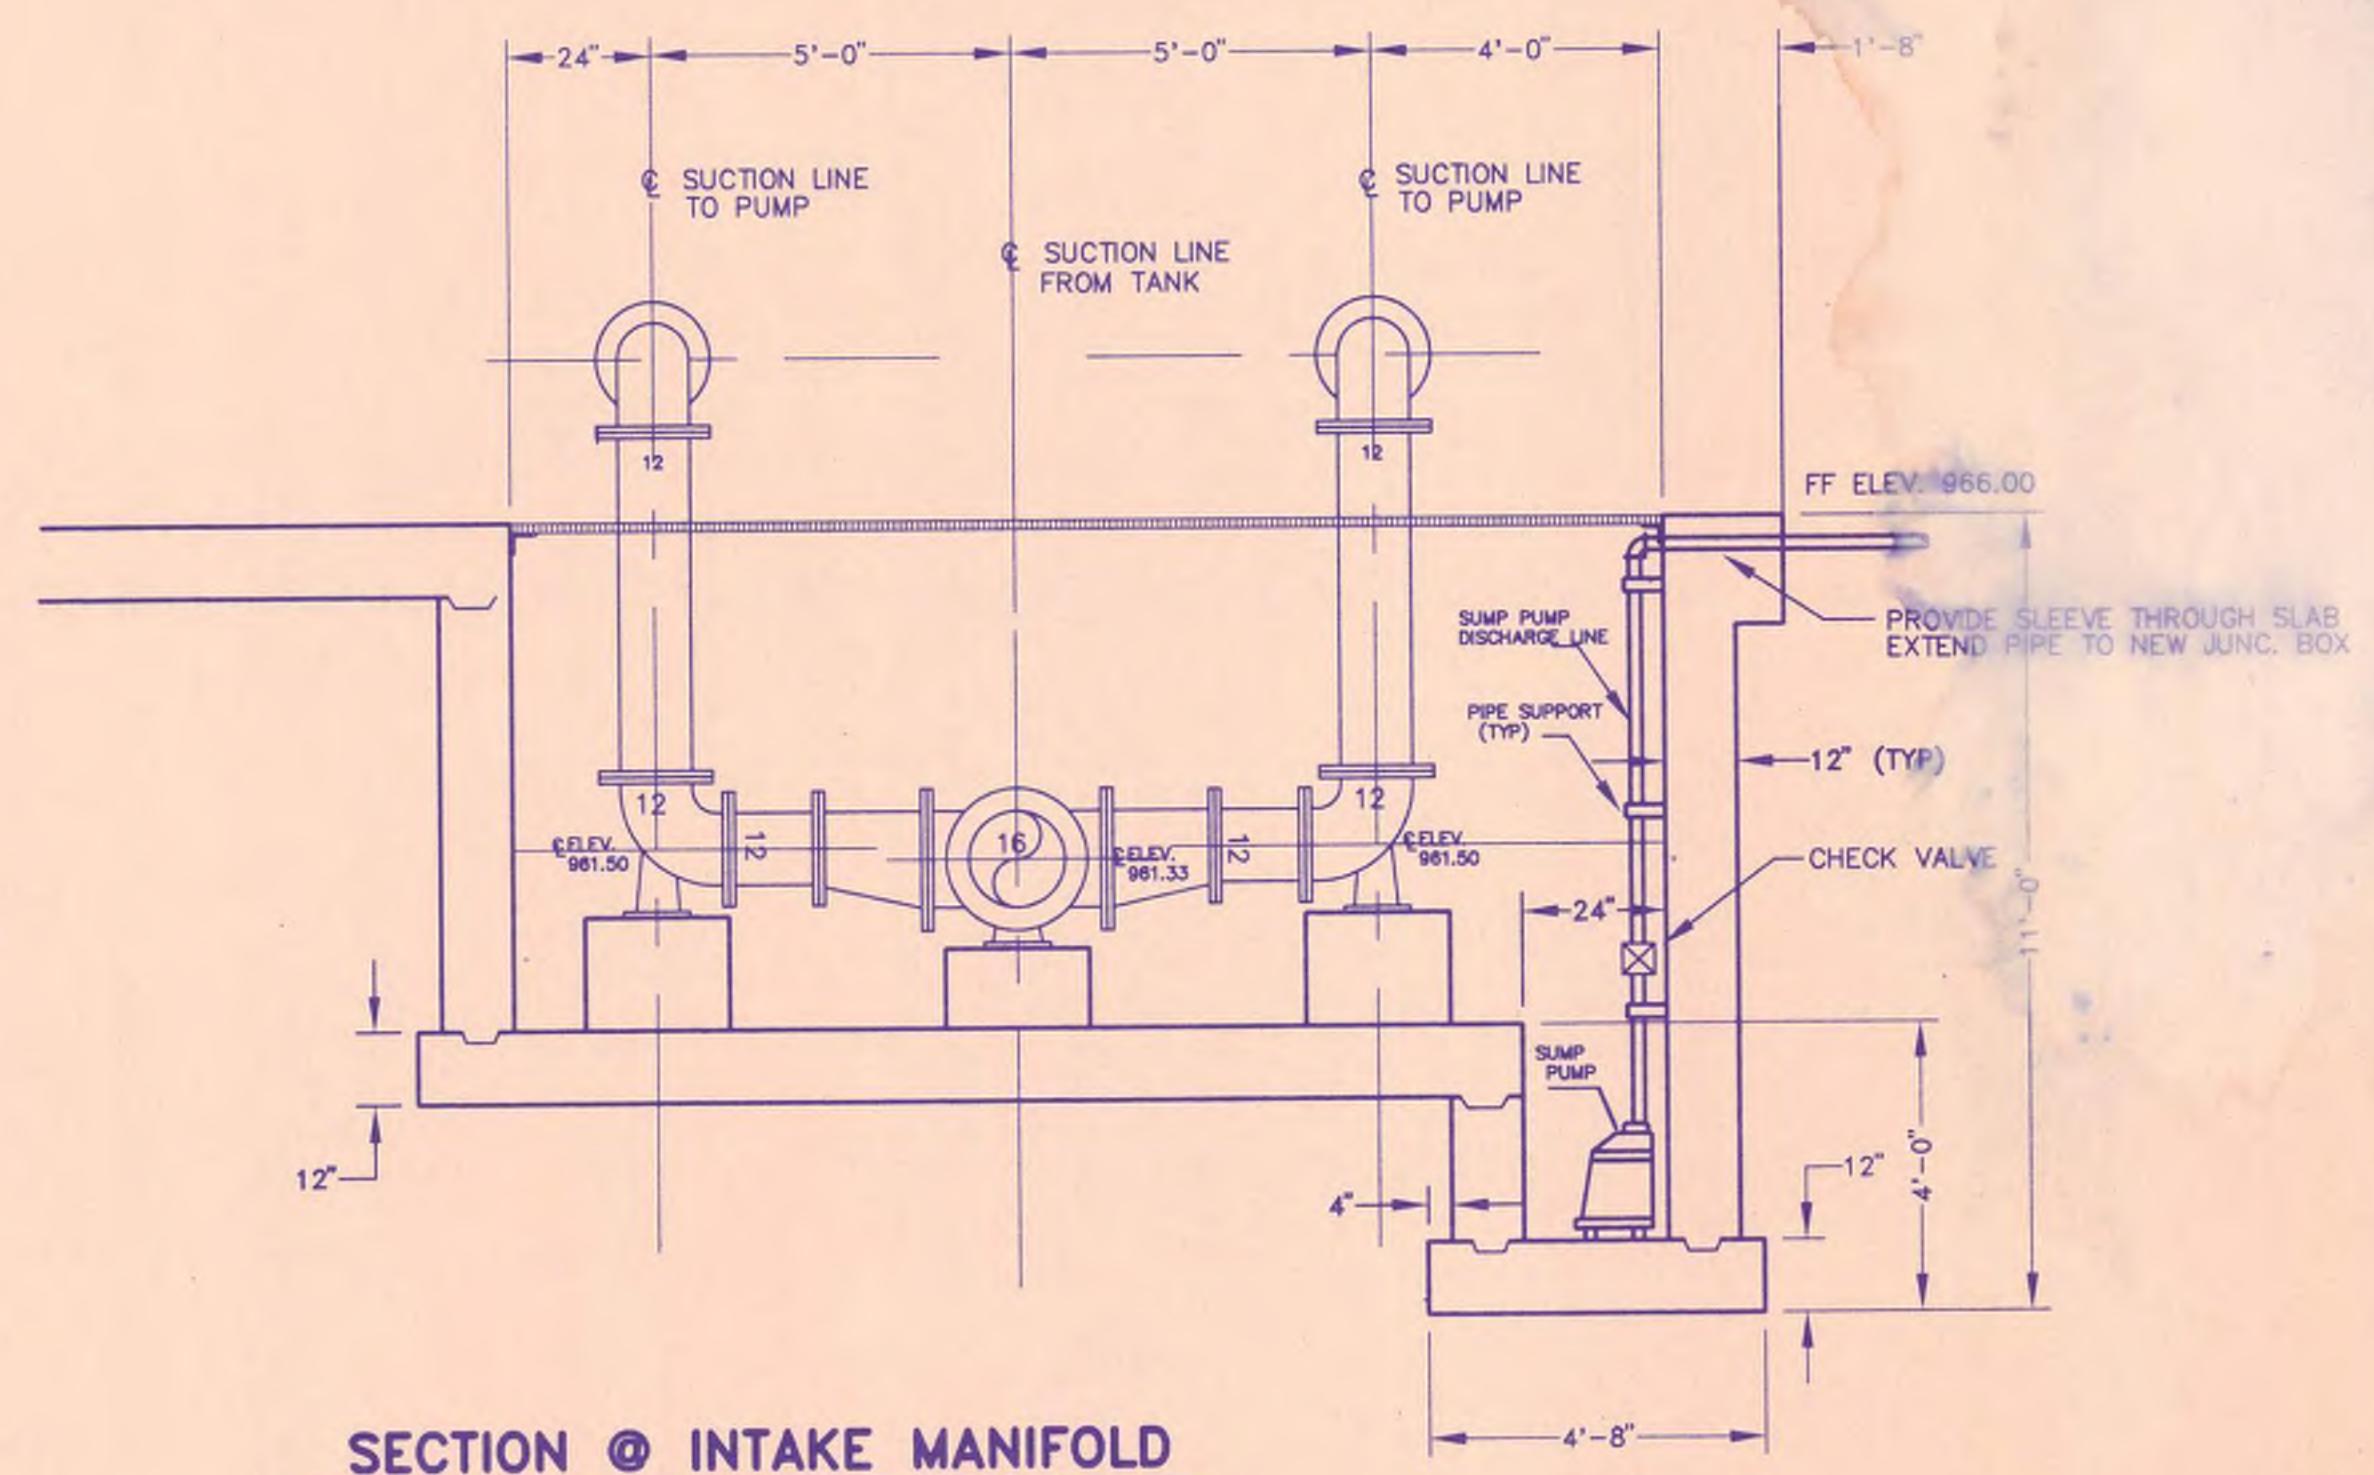 24" 5'-0" 5'-0" 4'-0" 1'-8"
℄ SUCTION LINE
TO PUMP
℄ SUCTION LINE
TO PUMP
℄ SUCTION LINE
FROM TANK
12
12
FF ELEV. 966.00
SUMP PUMP
DISCHARGE LINE
PROVIDE SLEEVE THROUGH SLAB
EXTEND PIPE TO NEW JUNC. BOX
PIPE SUPPORT
(TYP)
12" (TYP)
12
12
12
16
12
℄ ELEV.
961.50
℄ ELEV.
961.33
℄ ELEV.
961.50
CHECK VALVE
24"
11'-0"
SUMP
PUMP
12"
4"
12"
4'-0"
4'-8"
SECTION @ INTAKE MANIFOLD